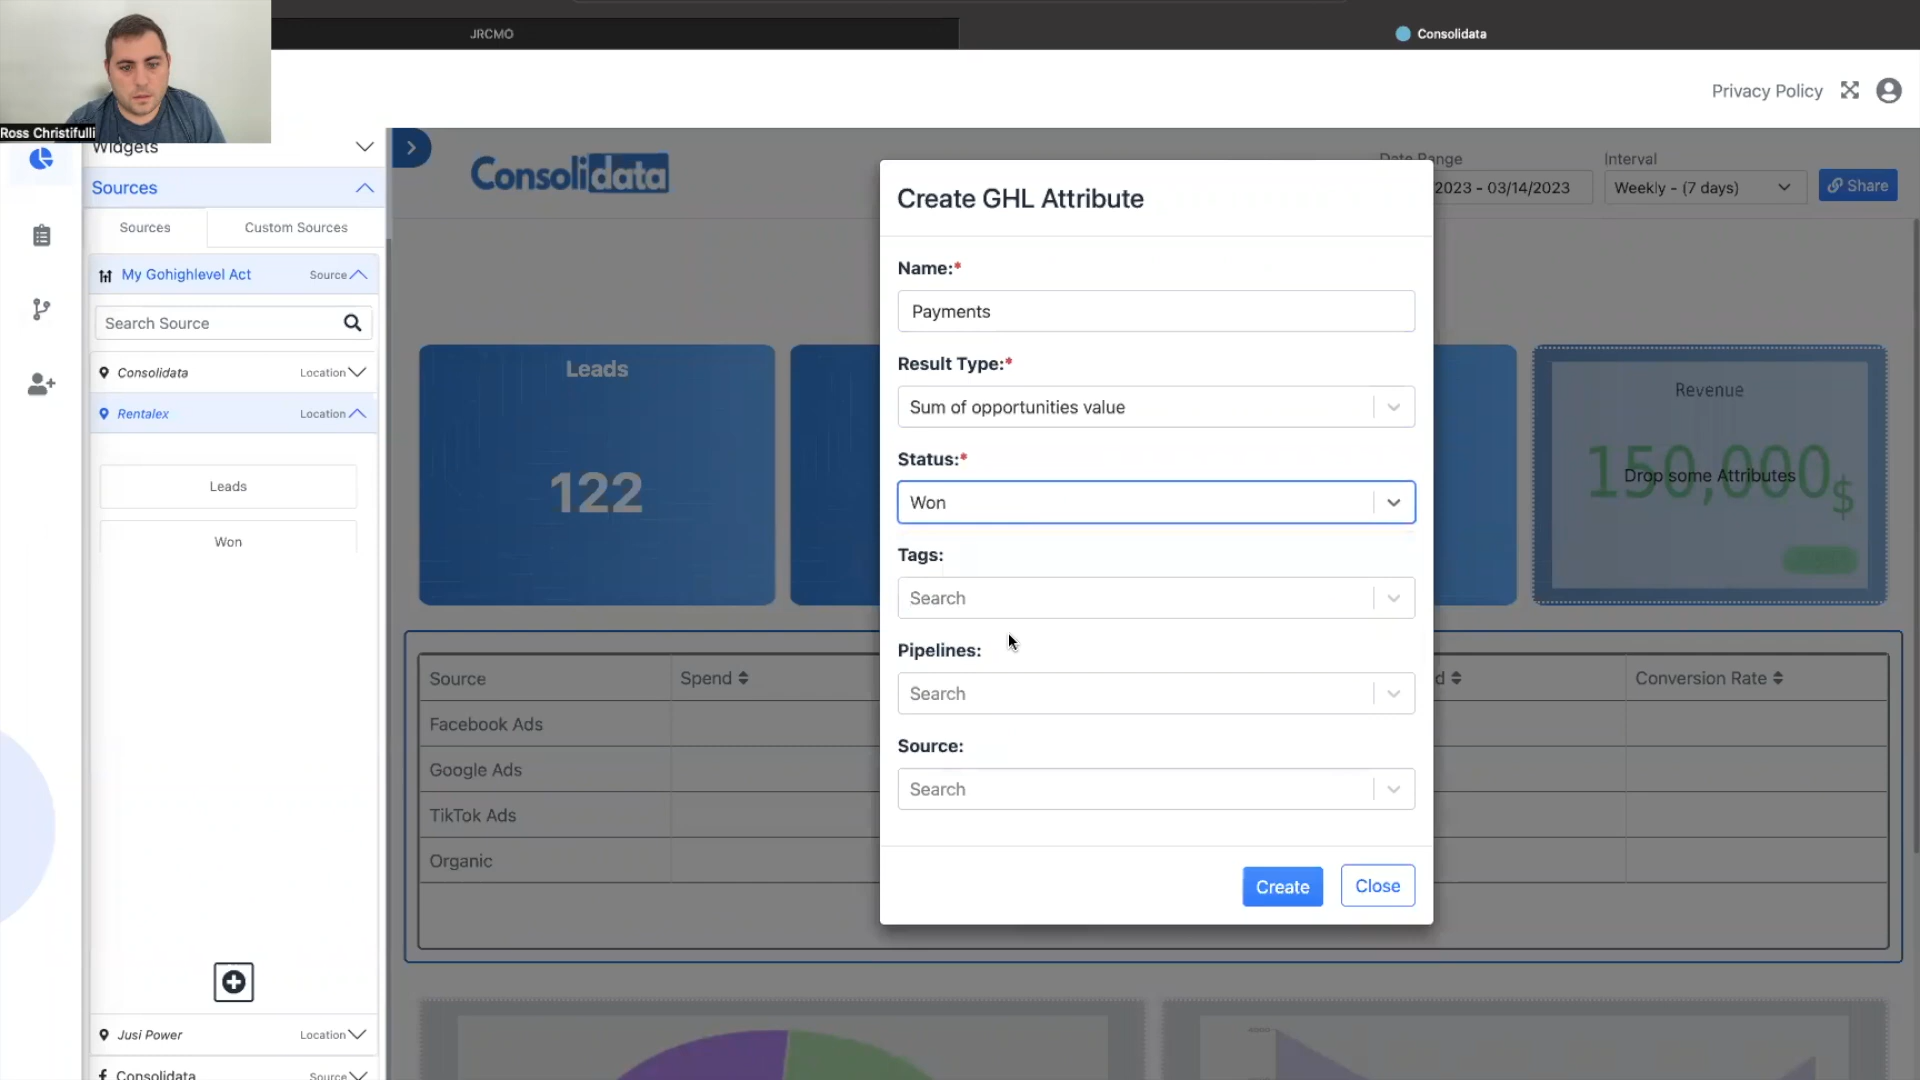 JRCMO
Consolidata
Ross Christifulli
Privacy Policy
Widgets
Sources
Sources
Custom Sources
My Gohighlevel Act
Source
Search Source
Consolidata
Location
Rentalex
Location
Leads
Won
Jusi Power
Location
Consolidata
Source
Consolidata
Date Range
2023 - 03/14/2023
Interval
Weekly - (7 days)
Share
Leads
122
Revenue
150,000$
Drop some Attributes
Source
Spend
d
Conversion Rate
Facebook Ads
Google Ads
TikTok Ads
Organic
Create GHL Attribute
Name:*
Payments
Result Type:*
Sum of opportunities value
Status:*
Won
Tags:
Search
Pipelines:
Search
Source:
Search
Create
Close